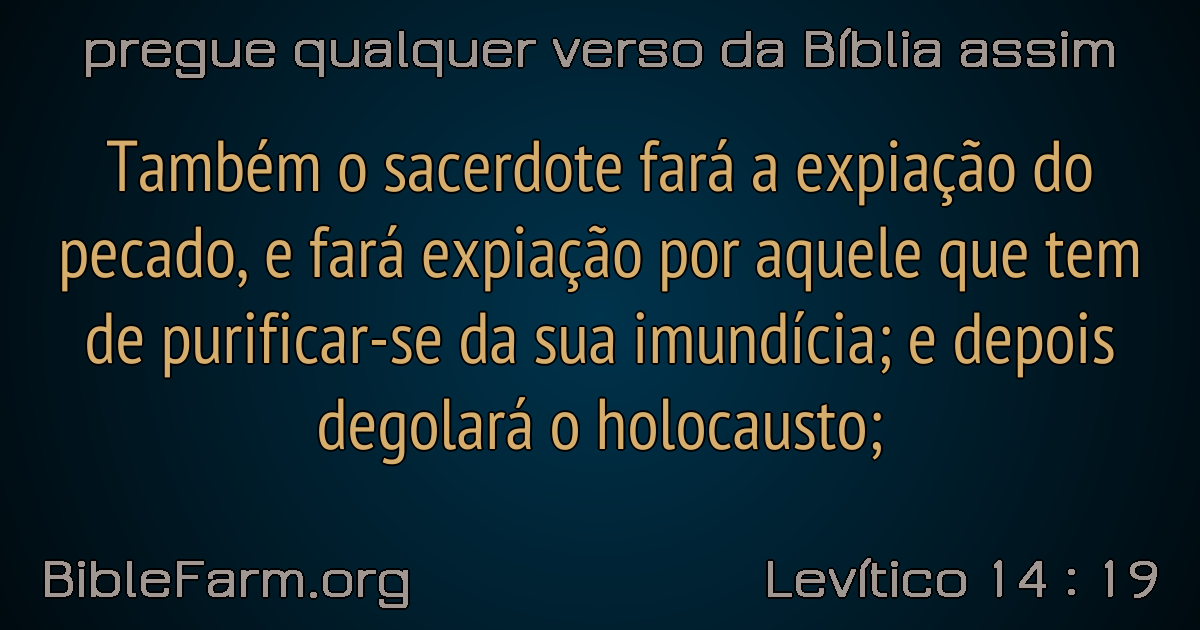 pregue qualquer verso da Bíblia assim
Também o sacerdote fará a expiação do
pecado, e fará expiação por aquele que tem
de purificar-se da sua imundícia; e depois
degolará o holocausto;
BibleFarm.org
Levítico 14 : 19